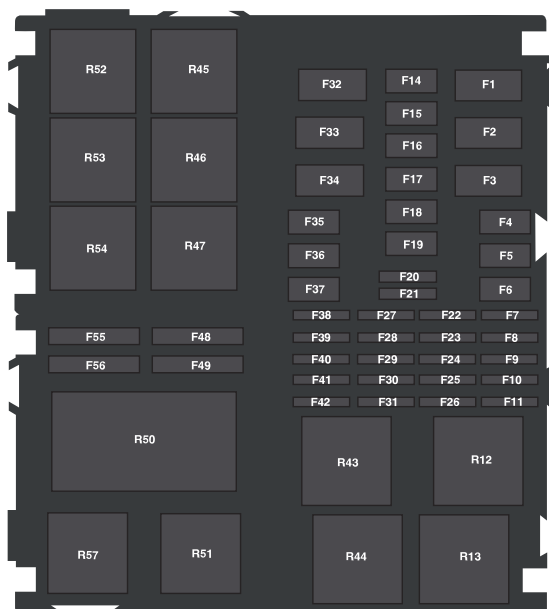 R52 R45 F32 F14 F1
F15
F33 F2
R53 R46 F16
F34 F17 F3
F35 F18 F4
R54 R47 F19
F36 F5
F20
F37 F21 F6
F38 F27 F22 F7
F55 F48 F39 F28 F23 F8
F56 F49 F40 F29 F24 F9
F41 F30 F25 F10
F42 F31 F26 F11
R50
R43 R12
R57 R51 R44 R13